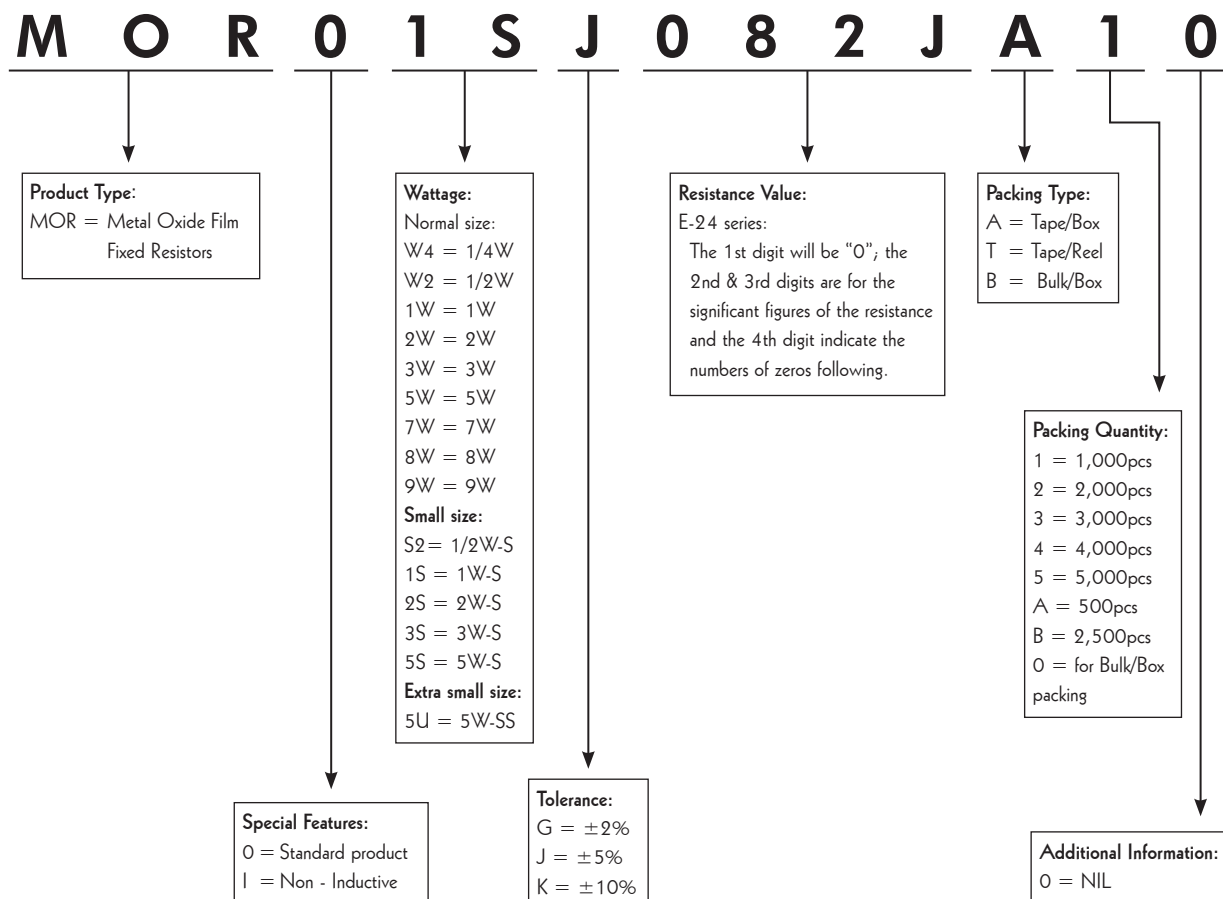 M O R 0 1 S J 0 8 2 J A 1 0
Product Type:
MOR = Metal Oxide Film
Fixed Resistors
Wattage:
Normal size:
W4 = 1/4W
W2 = 1/2W
1W = 1W
2W = 2W
3W = 3W
5W = 5W
7W = 7W
8W = 8W
9W = 9W
Small size:
S2= 1/2W-S
1S = 1W-S
2S = 2W-S
3S = 3W-S
5S = 5W-S
Extra small size:
5U = 5W-SS
Resistance Value:
E-24 series:
The 1st digit will be “0”; the
2nd & 3rd digits are for the
significant figures of the resistance
and the 4th digit indicate the
numbers of zeros following.
Packing Type:
A = Tape/Box
T = Tape/Reel
B = Bulk/Box
Packing Quantity:
1 = 1,000pcs
2 = 2,000pcs
3 = 3,000pcs
4 = 4,000pcs
5 = 5,000pcs
A = 500pcs
B = 2,500pcs
0 = for Bulk/Box
packing
Special Features:
0 = Standard product
I = Non - Inductive
Tolerance:
G = ±2%
J = ±5%
K = ±10%
Additional Information:
0 = NIL